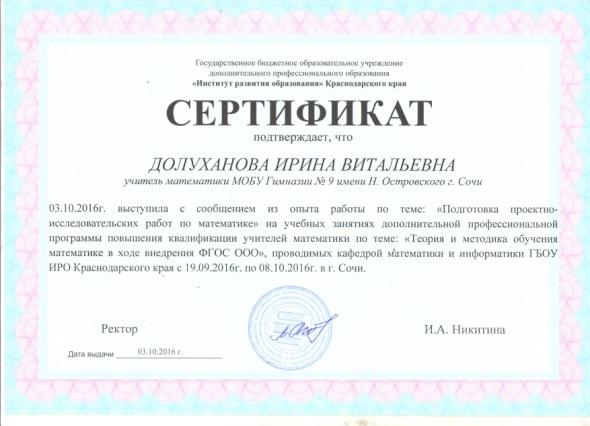 Государственное бюджетное образовательное учреждение
дополнительного профессионального образования
«Институт развития образования» Краснодарского края
СЕРТИФИКАТ
подтверждает, что
ДОЛУХАНОВА ИРИНА ВИТАЛЬЕВНА
учитель математики МОБУ Гимназии № 9 имени Н. Островского г. Сочи
03.10.2016г. выступила с сообщением из опыта работы по теме: «Подготовка проектно-
исследовательских работ по математике» на учебных занятиях дополнительной профессиональной
программы повышения квалификации учителей математики по теме: «Теория и методика обучения
математике в ходе внедрения ФГОС ООО», проводимых кафедрой математики и информатики ГБОУ
ИРО Краснодарского края с 19.09.2016г. по 08.10.2016г. в г. Сочи.
Ректор И.А. Никитина
Дата выдачи 03.10.2016 г.